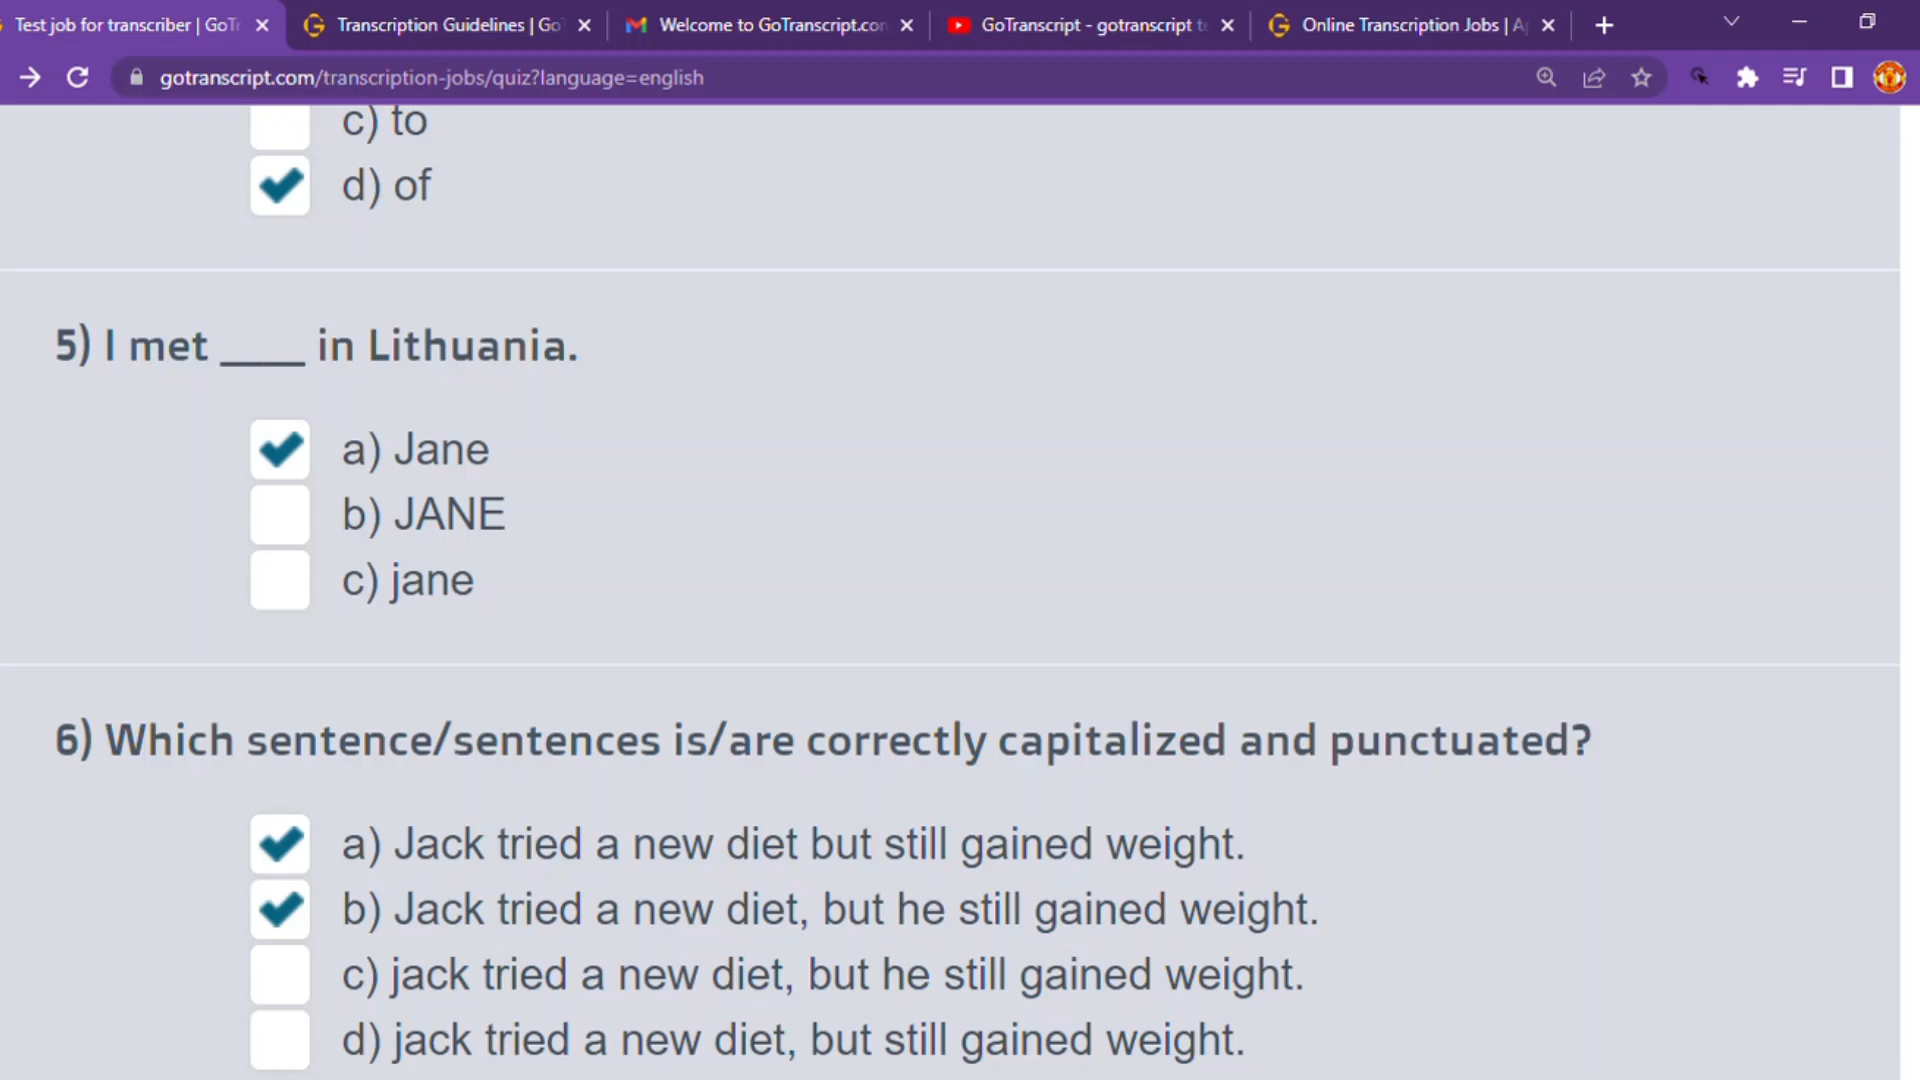 Test job for transcriber | GoTr
Transcription Guidelines | Go
Welcome to GoTranscript.con
GoTranscript - gotranscript t
Online Transcription Jobs | A
gotranscript.com/transcription-jobs/quiz?language=english
c) to
d) of
5) I met ____ in Lithuania.
a) Jane
b) JANE
c) jane
6) Which sentence/sentences is/are correctly capitalized and punctuated?
a) Jack tried a new diet but still gained weight.
b) Jack tried a new diet, but he still gained weight.
c) jack tried a new diet, but he still gained weight.
d) jack tried a new diet, but still gained weight.